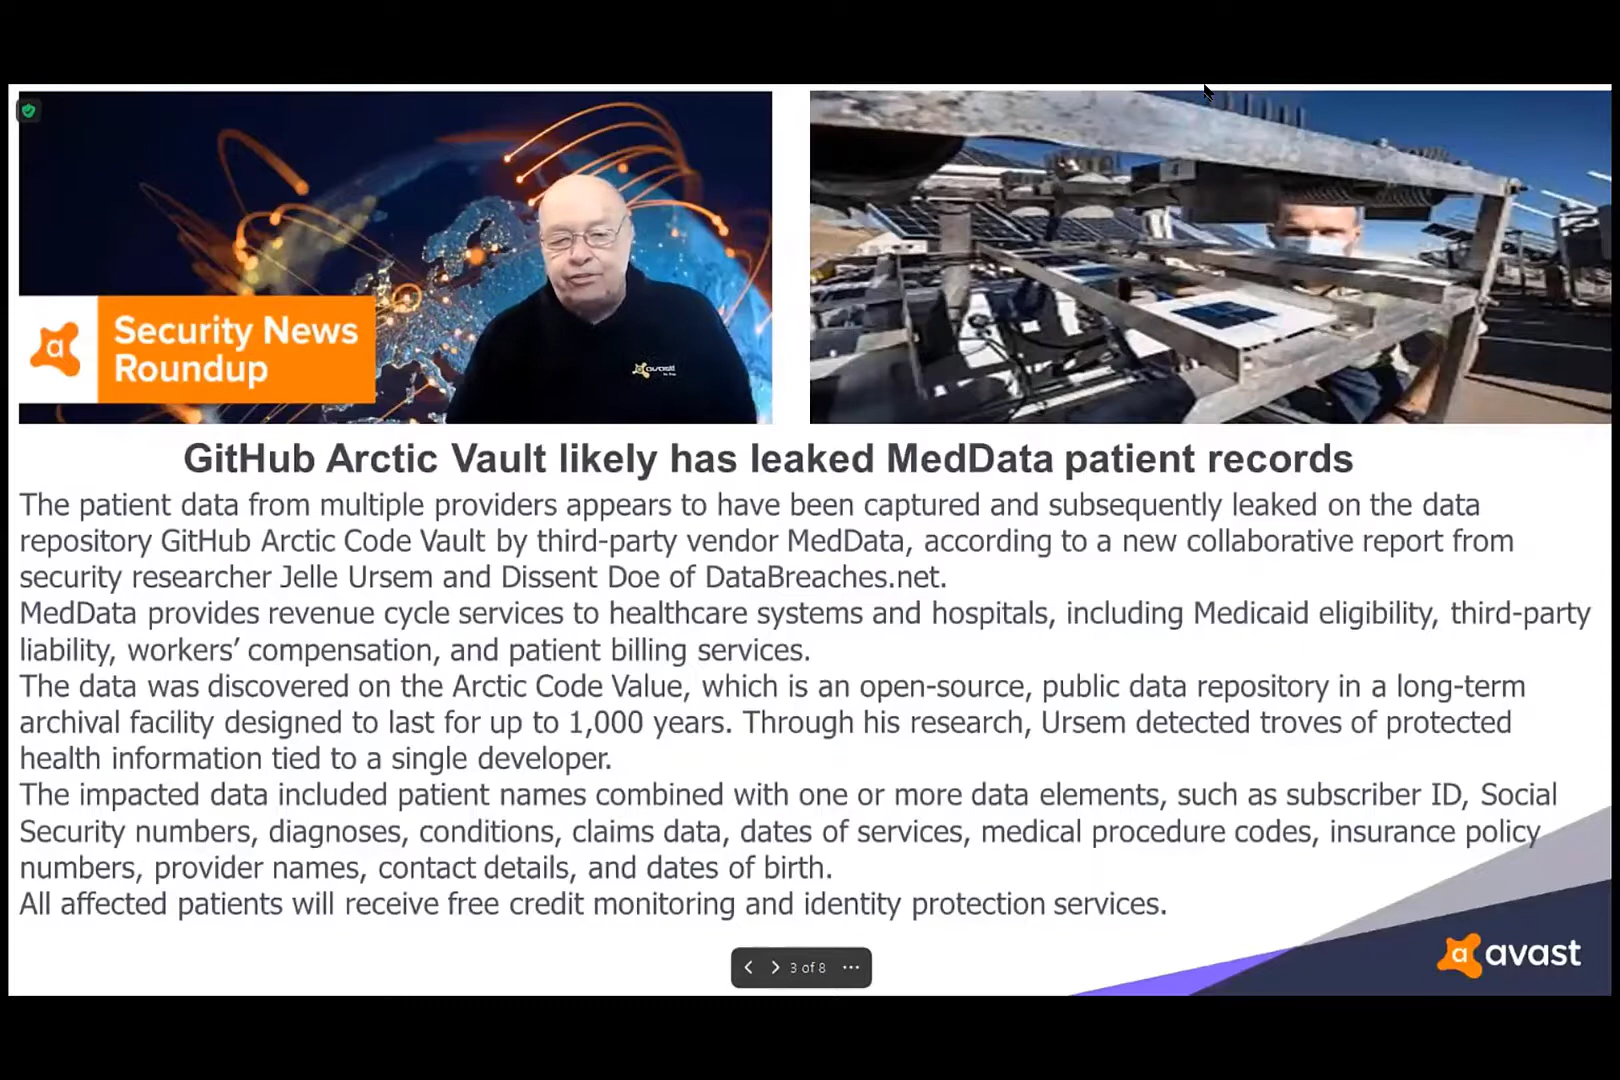 Security News
Roundup
avast
GitHub Arctic Vault likely has leaked MedData patient records
The patient data from multiple providers appears to have been captured and subsequently leaked on the data
repository GitHub Arctic Code Vault by third-party vendor MedData, according to a new collaborative report from
security researcher Jelle Ursem and Dissent Doe of DataBreaches.net.
MedData provides revenue cycle services to healthcare systems and hospitals, including Medicaid eligibility, third-party
liability, workers’ compensation, and patient billing services.
The data was discovered on the Arctic Code Value, which is an open-source, public data repository in a long-term
archival facility designed to last for up to 1,000 years. Through his research, Ursem detected troves of protected
health information tied to a single developer.
The impacted data included patient names combined with one or more data elements, such as subscriber ID, Social
Security numbers, diagnoses, conditions, claims data, dates of services, medical procedure codes, insurance policy
numbers, provider names, contact details, and dates of birth.
All affected patients will receive free credit monitoring and identity protection services.
3 of 8
avast